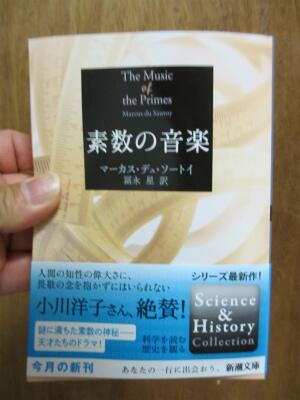 The Music
of
the Primes
Marcus du Sautoy
素数の音楽
マーカス・デュ・ソートイ
冨永 星 訳
人間の知性の偉大さに、
畏敬の念を抱かずにはいられない
小川洋子さん、絶賛!
謎に満ちた素数の神秘——
天才たちのドラマ!
今月の新刊
シリーズ最新作!
Science
& History
Collection
科学を読む
歴史を観る
あなたの一行に出会おう。
新潮文庫